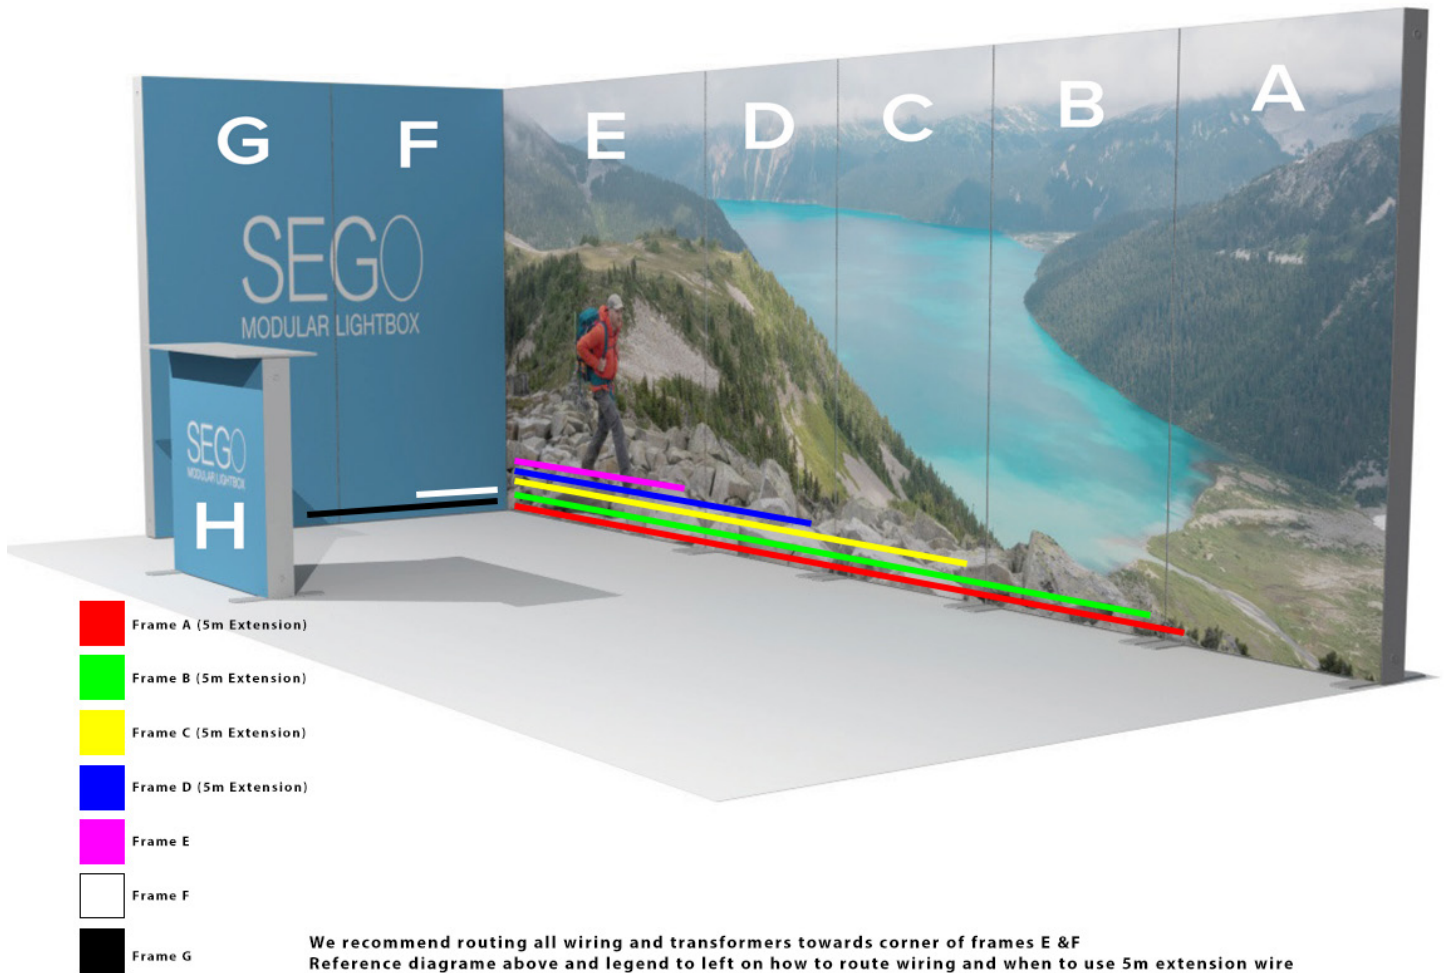 G F E D C B A
SEGO
MODULAR LIGHTBOX
SEGO
MODULAR LIGHTBOX
H
Frame A (5m Extension)
Frame B (5m Extension)
Frame C (5m Extension)
Frame D (5m Extension)
Frame E
Frame F
Frame G
We recommend routing all wiring and transformers towards corner of frames E &F
Reference diagrame above and legend to left on how to route wiring and when to use 5m extension wire